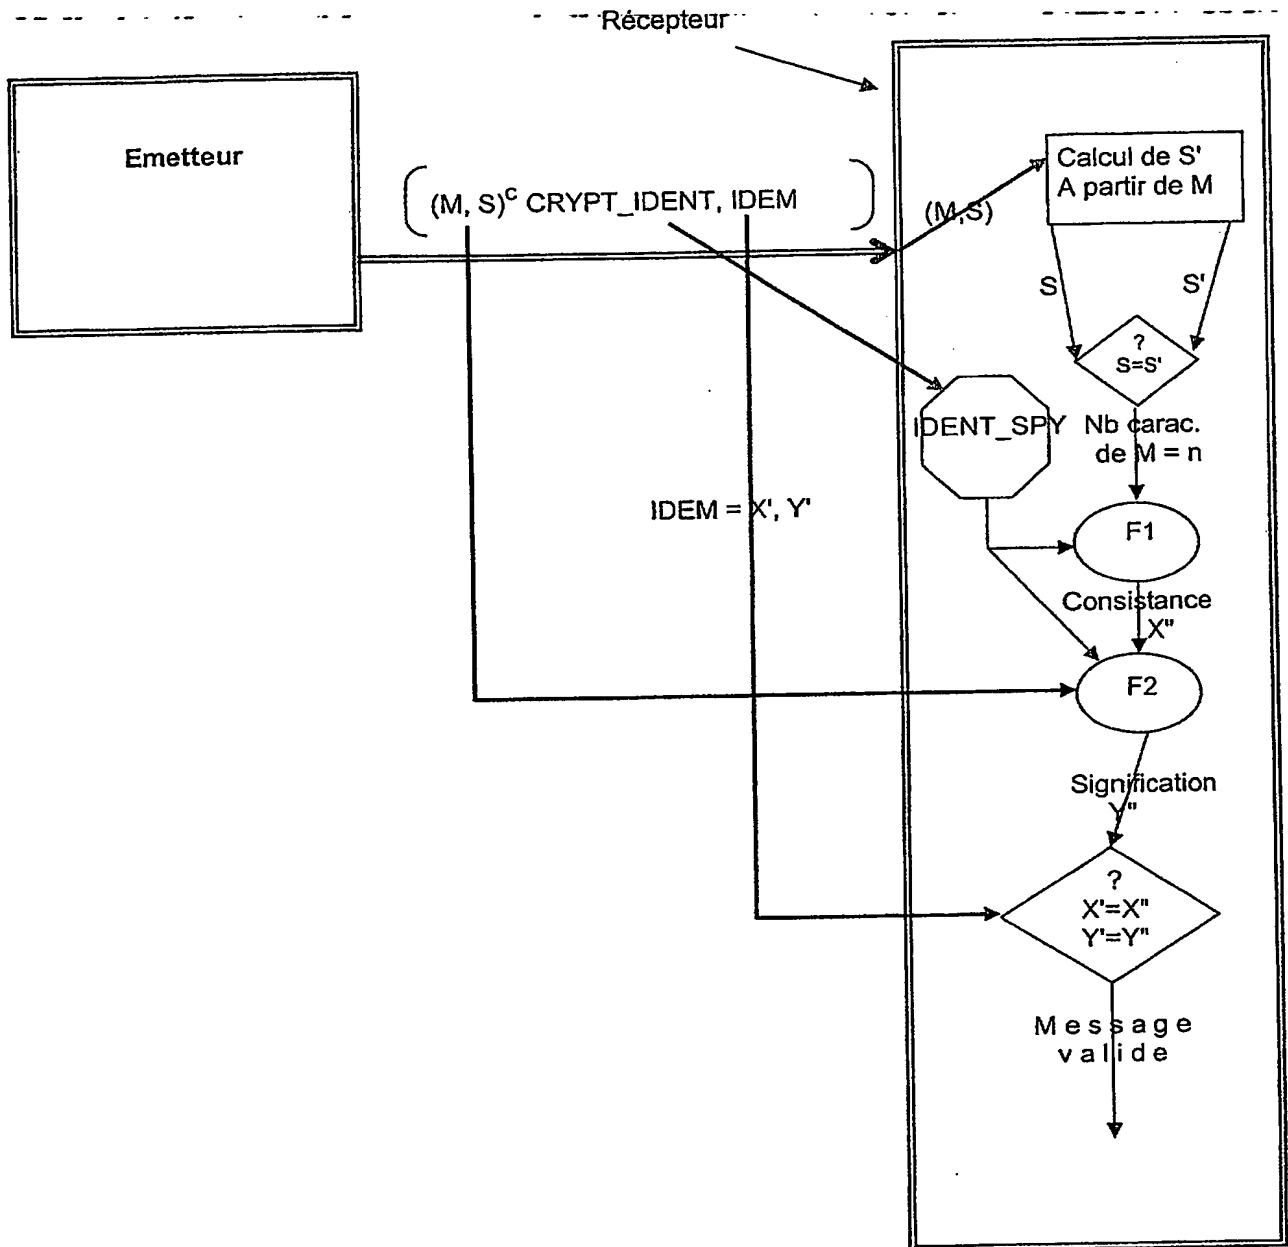 Récepteur
Emetteur
(M, S)ᶜ CRYPT_IDENT, IDEM
(M,S)
Calcul de S'
A partir de M
S
S'
?
S=S'
IDENT_SPY
Nb carac.
de M = n
IDEM = X', Y'
F1
Consistance
X"
F2
Signification
Y"
?
X'=X"
Y'=Y"
Message
valide